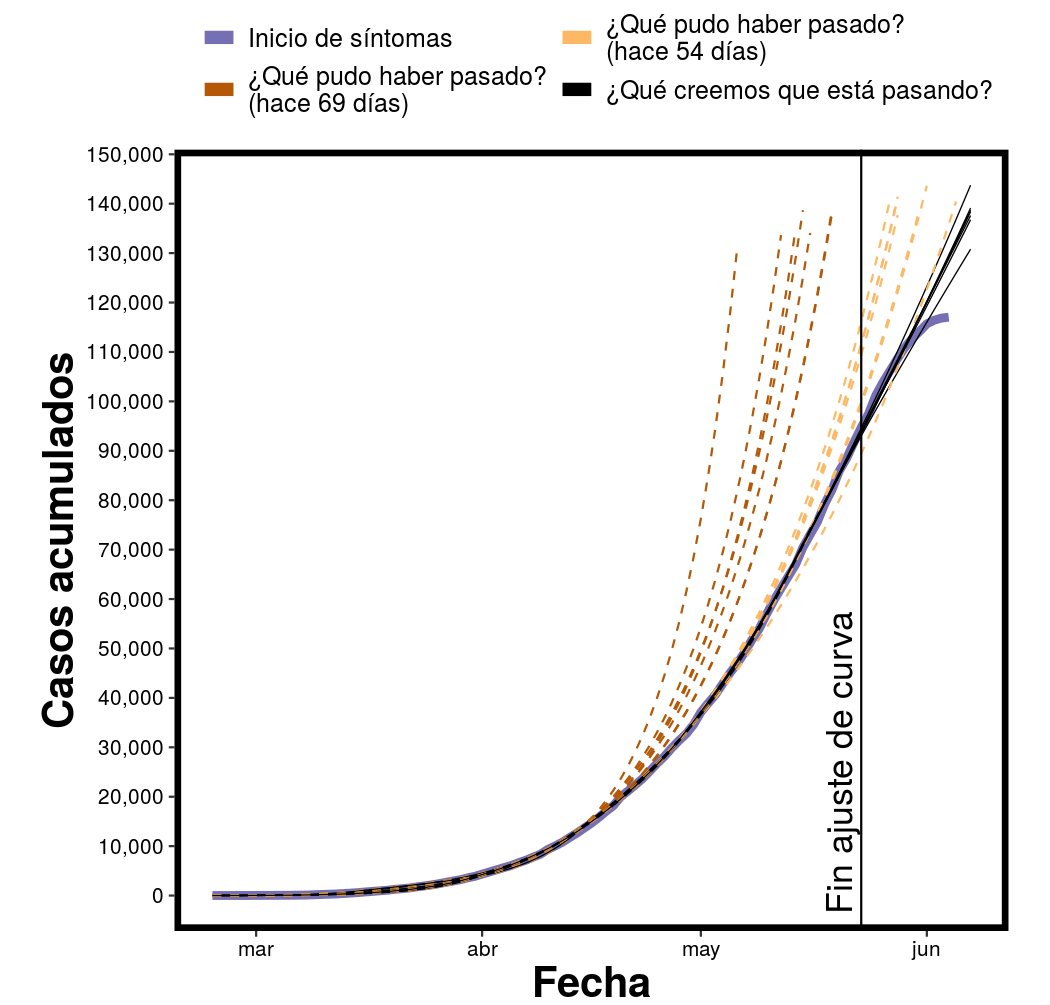 Inicio de síntomas
¿Qué pudo haber pasado?
(hace 69 días)
¿Qué pudo haber pasado?
(hace 54 días)
¿Qué creemos que está pasando?
Casos acumulados
150,000
140,000
130,000
120,000
110,000
100,000
90,000
80,000
70,000
60,000
50,000
40,000
30,000
20,000
10,000
0
Fin ajuste de curva
mar
abr
may
jun
Fecha